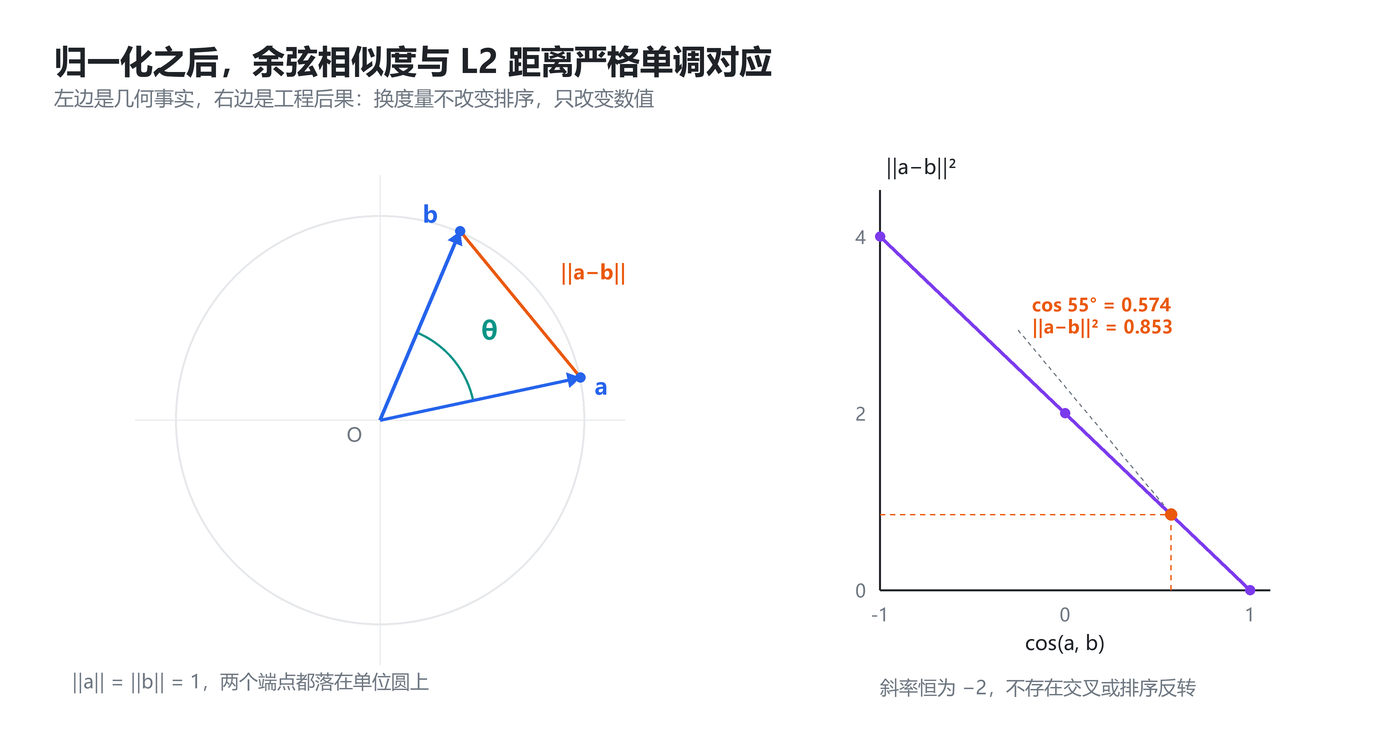 归一化之后，余弦相似度与 L2 距离严格单调对应
左边是几何事实，右边是工程后果：换度量不改变排序，只改变数值
b
||a−b||
θ
a
O
||a|| = ||b|| = 1，两个端点都落在单位圆上
||a−b||²
4
cos 55° = 0.574
||a−b||² = 0.853
2
0
-1
0
1
cos(a, b)
斜率恒为 −2，不存在交叉或排序反转